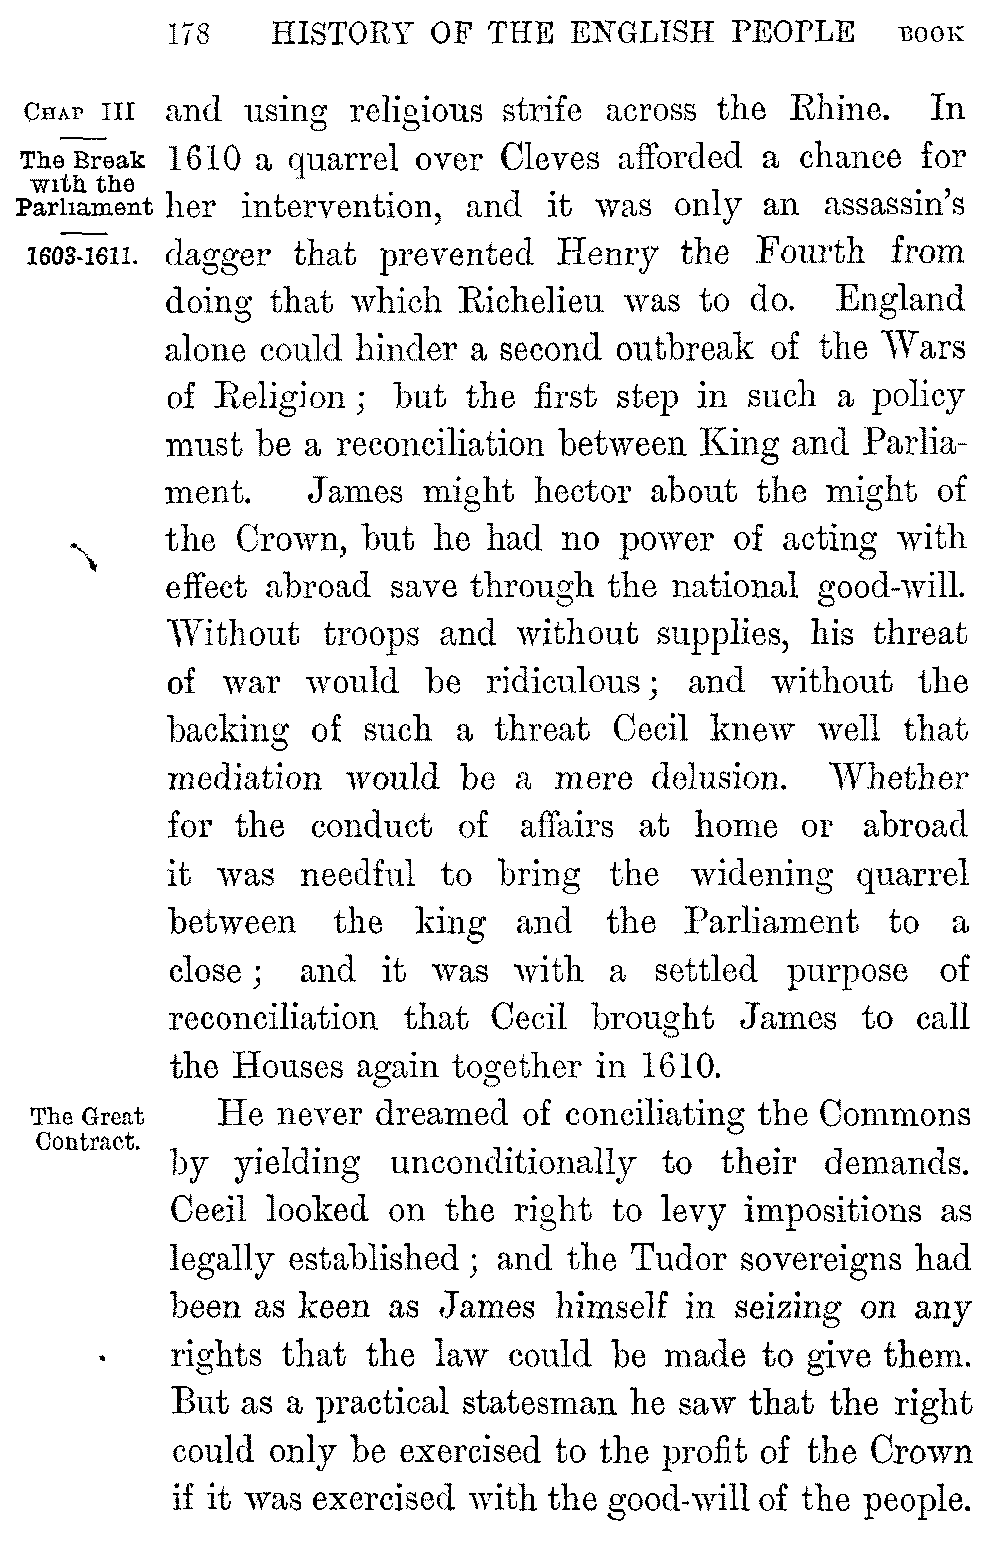 178 HISTORY OF THE ENGLISH PEOPLE BOOK
CHAP III
The Break
with the
Parliament
1603-1611.
and using religious strife across the Rhine. In
1610 a quarrel over Cleves afforded a chance for
her intervention, and it was only an assassin's
dagger that prevented Henry the Fourth from
doing that which Richelieu was to do. England
alone could hinder a second outbreak of the Wars
of Religion; but the first step in such a policy
must be a reconciliation between King and Parlia-
ment. James might hector about the might of
the Crown, but he had no power of acting with
effect abroad save through the national good-will.
Without troops and without supplies, his threat
of war would be ridiculous; and without the
backing of such a threat Cecil knew well that
mediation would be a mere delusion. Whether
for the conduct of affairs at home or abroad
it was needful to bring the widening quarrel
between the king and the Parliament to a
close; and it was with a settled purpose of
reconciliation that Cecil brought James to call
the Houses again together in 1610.
The Great
Contract.
He never dreamed of conciliating the Commons
by yielding unconditionally to their demands.
Cecil looked on the right to levy impositions as
legally established; and the Tudor sovereigns had
been as keen as James himself in seizing on any
rights that the law could be made to give them.
But as a practical statesman he saw that the right
could only be exercised to the profit of the Crown
if it was exercised with the good-will of the people.